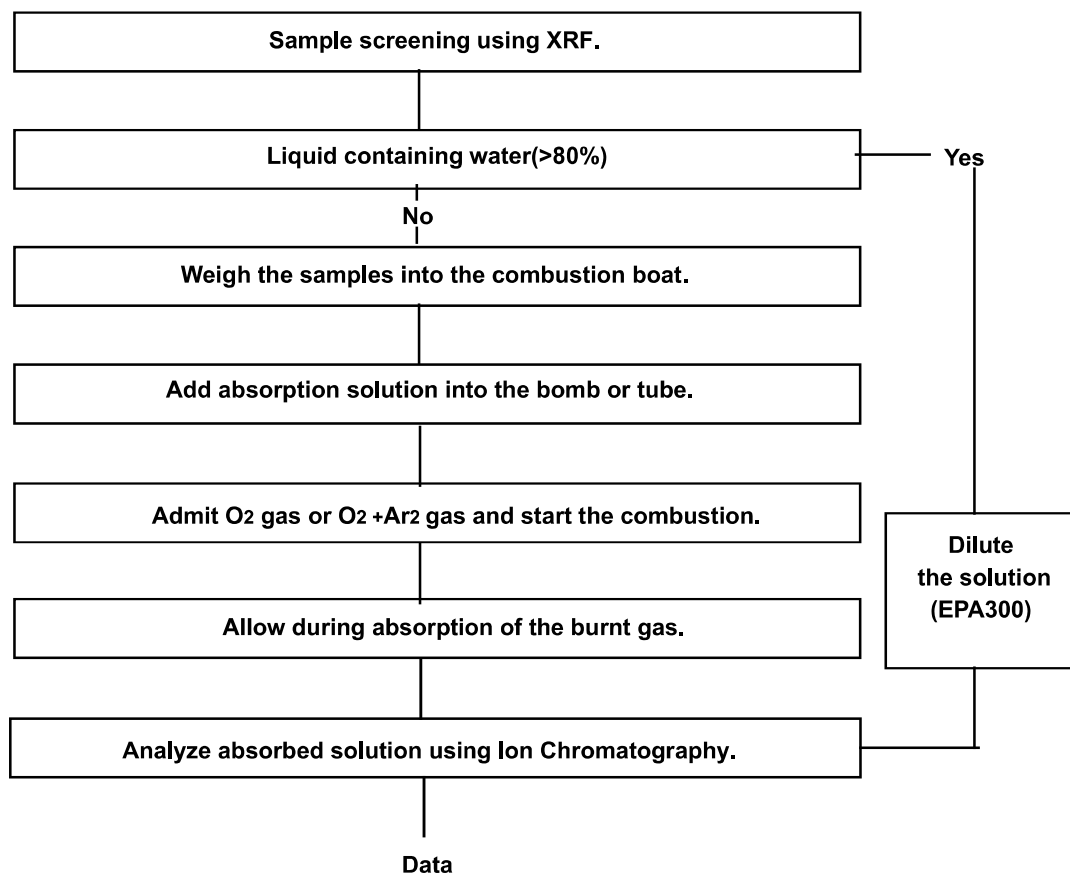 Sample screening using XRF.
Liquid containing water(>80%)
Yes
No
Weigh the samples into the combustion boat.
Add absorption solution into the bomb or tube.
Admit O2 gas or O2 +Ar2 gas and start the combustion.
Dilute
the solution
(EPA300)
Allow during absorption of the burnt gas.
Analyze absorbed solution using Ion Chromatography.
Data